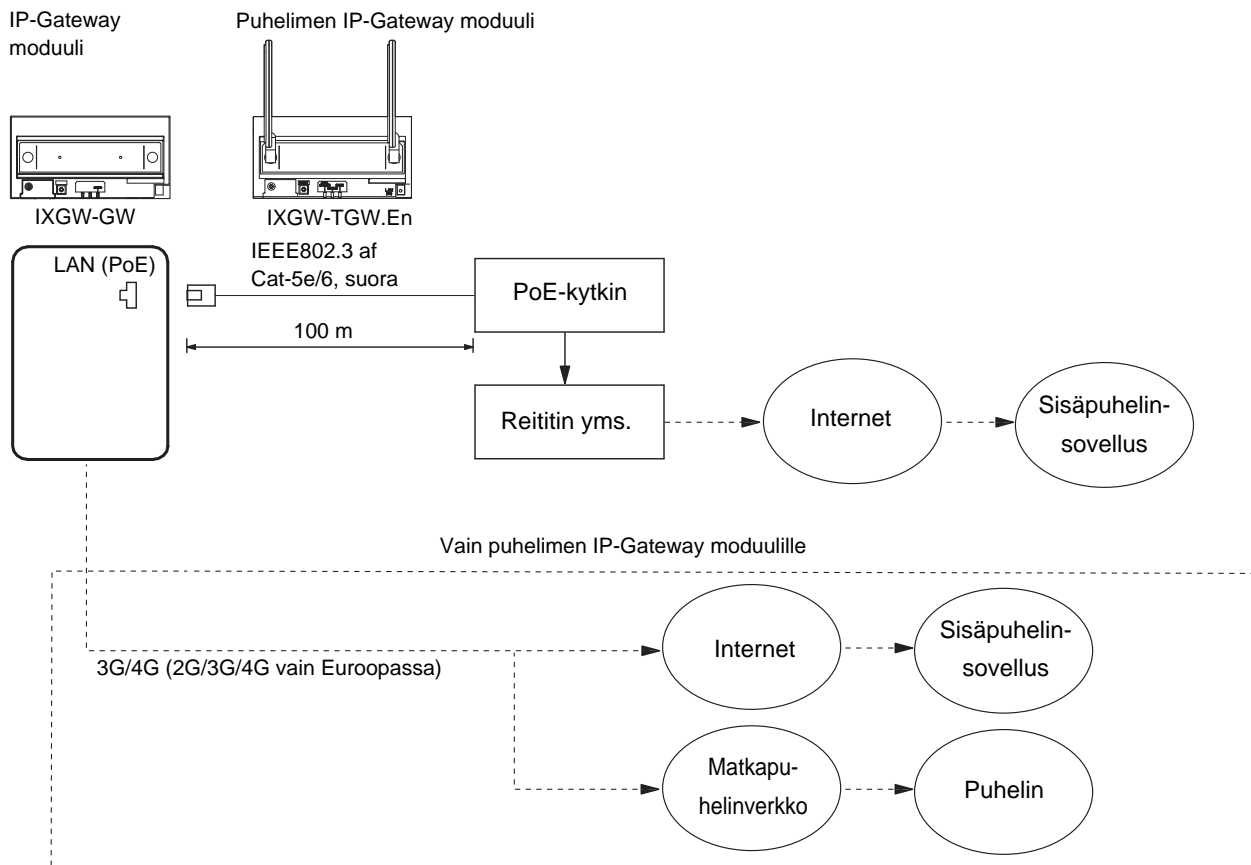 IP-Gateway
moduuli
Puhelimen IP-Gateway moduuli
IXGW-GW
IXGW-TGW.En
LAN (PoE)
IEEE802.3 af
Cat-5e/6, suora
100 m
PoE-kytkin
Reititin yms.
Internet
Sisäpuhelin-
sovellus
Vain puhelimen IP-Gateway moduulille
3G/4G (2G/3G/4G vain Euroopassa)
Internet
Sisäpuhelin-
sovellus
Matkapu-
helinverkko
Puhelin